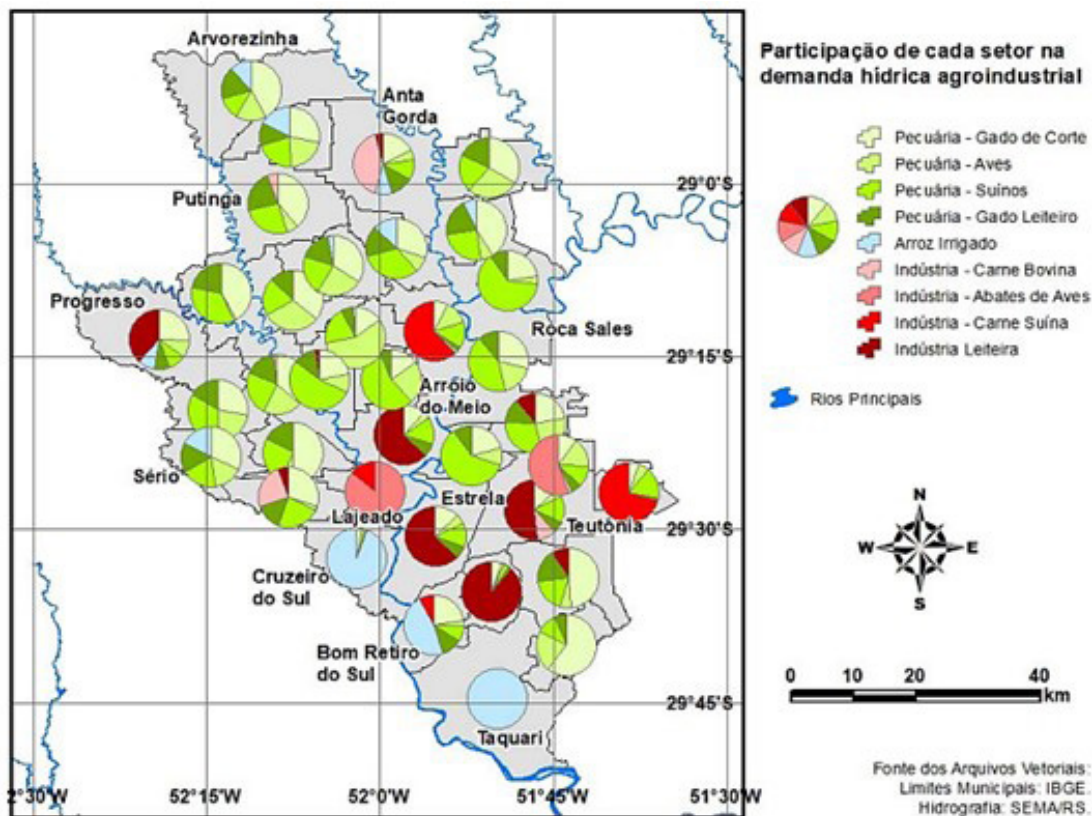 Arvorezinha
Anta
Gorda
Putinga
Progresso
Roca Sales
Arroio
do Meio
Sério
Lajeado
Estrela
Teutônia
Cruzeiro
do Sul
Bom Retiro
do Sul
Taquari
29°0'S
29°15'S
29°30'S
29°45'S
2°30'W
52°15'W
52°0'W
51°45'W
51°30'W
Participação de cada setor na
demanda hídrica agroindustrial
Pecuária - Gado de Corte
Pecuária - Aves
Pecuária - Suínos
Pecuária - Gado Leiteiro
Arroz Irrigado
Indústria - Carne Bovina
Indústria - Abates de Aves
Indústria - Carne Suína
Indústria Leiteira
Rios Principais
N
W E
S
0 10 20 40
km
Fonte dos Arquivos Vetoriais:
Limites Municipais: IBGE.
Hidrografia: SEMA/RS.